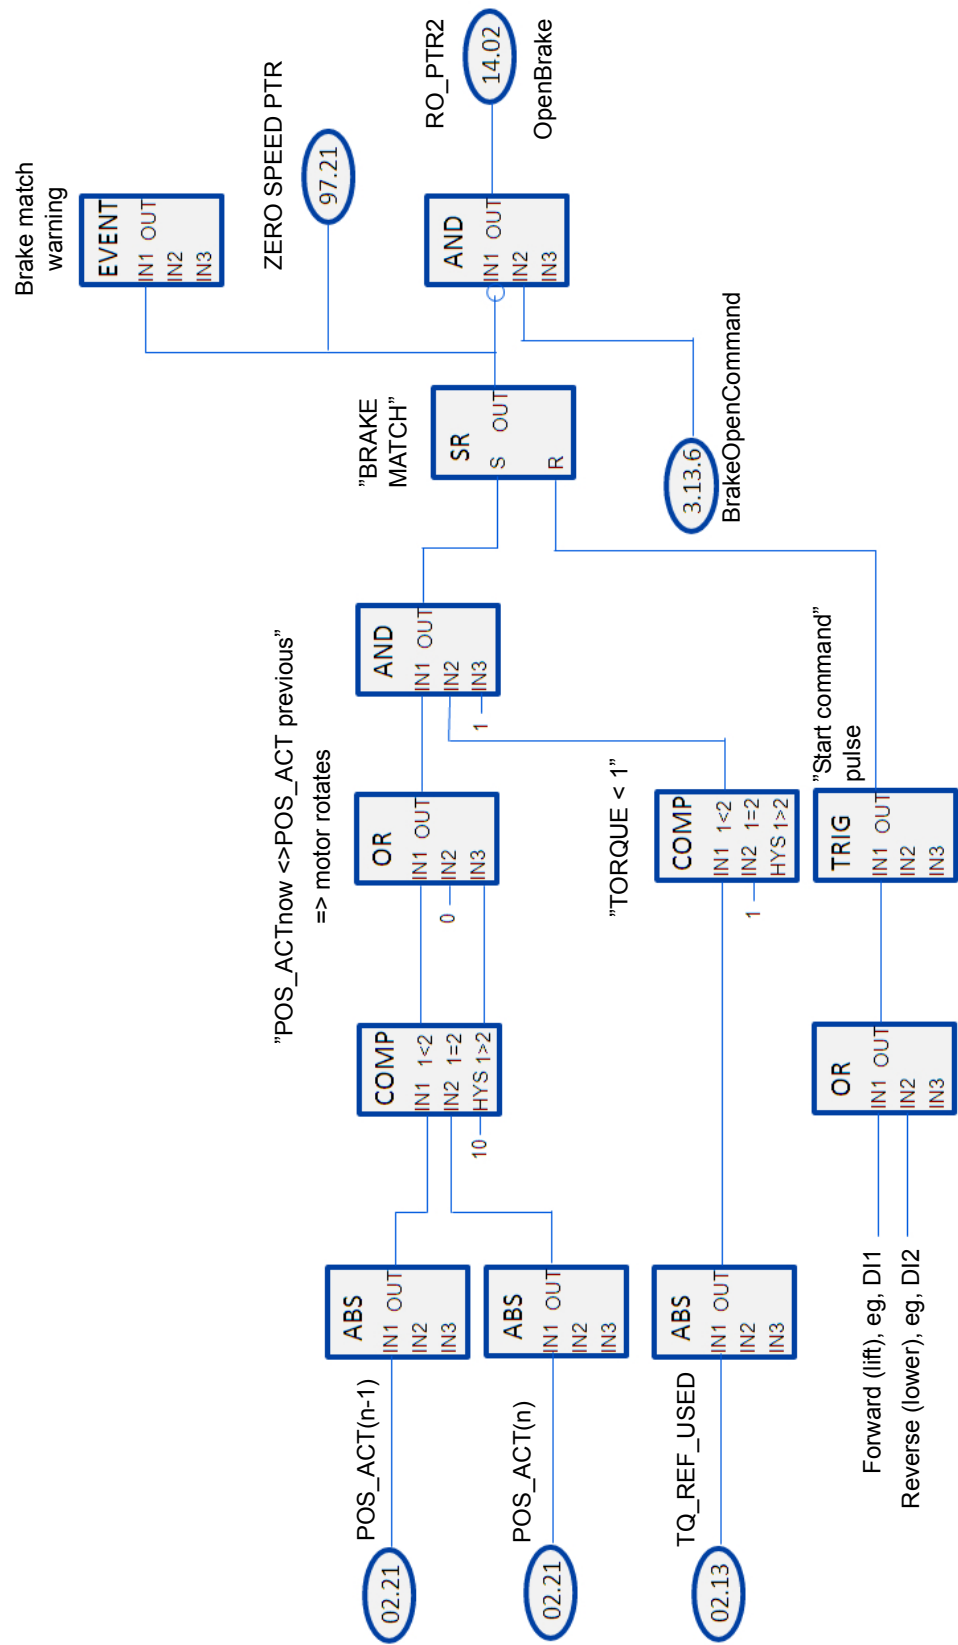 02.21
POS_ACT(n-1)
ABS
IN1 OUT
IN2
IN3
02.21
POS_ACT(n)
ABS
IN1 OUT
IN2
IN3
02.13
TQ_REF_USED
ABS
IN1 OUT
IN2
IN3
Forward (lift), eg, DI1
Reverse (lower), eg, DI2
COMP
IN1 1<2
IN2 1=2
HYS 1>2
10
OR
IN1 OUT
IN2
IN3
"POS_ACTnow <>POS_ACT previous"
=> motor rotates
OR
IN1 OUT
IN2
IN3
0
"TORQUE < 1"
COMP
IN1 1<2
IN2 1=2
HYS 1>2
1
"Start command"
pulse
TRIG
IN1 OUT
IN2
IN3
AND
IN1 OUT
IN2
IN3
1
"BRAKE
MATCH"
SR
S OUT
R
3.13.6
BrakeOpenCommand
Brake match
warning
EVENT
IN1 OUT
IN2
IN3
ZERO SPEED PTR
97.21
AND
IN1 OUT
IN2
IN3
RO_PTR2
14.02
OpenBrake